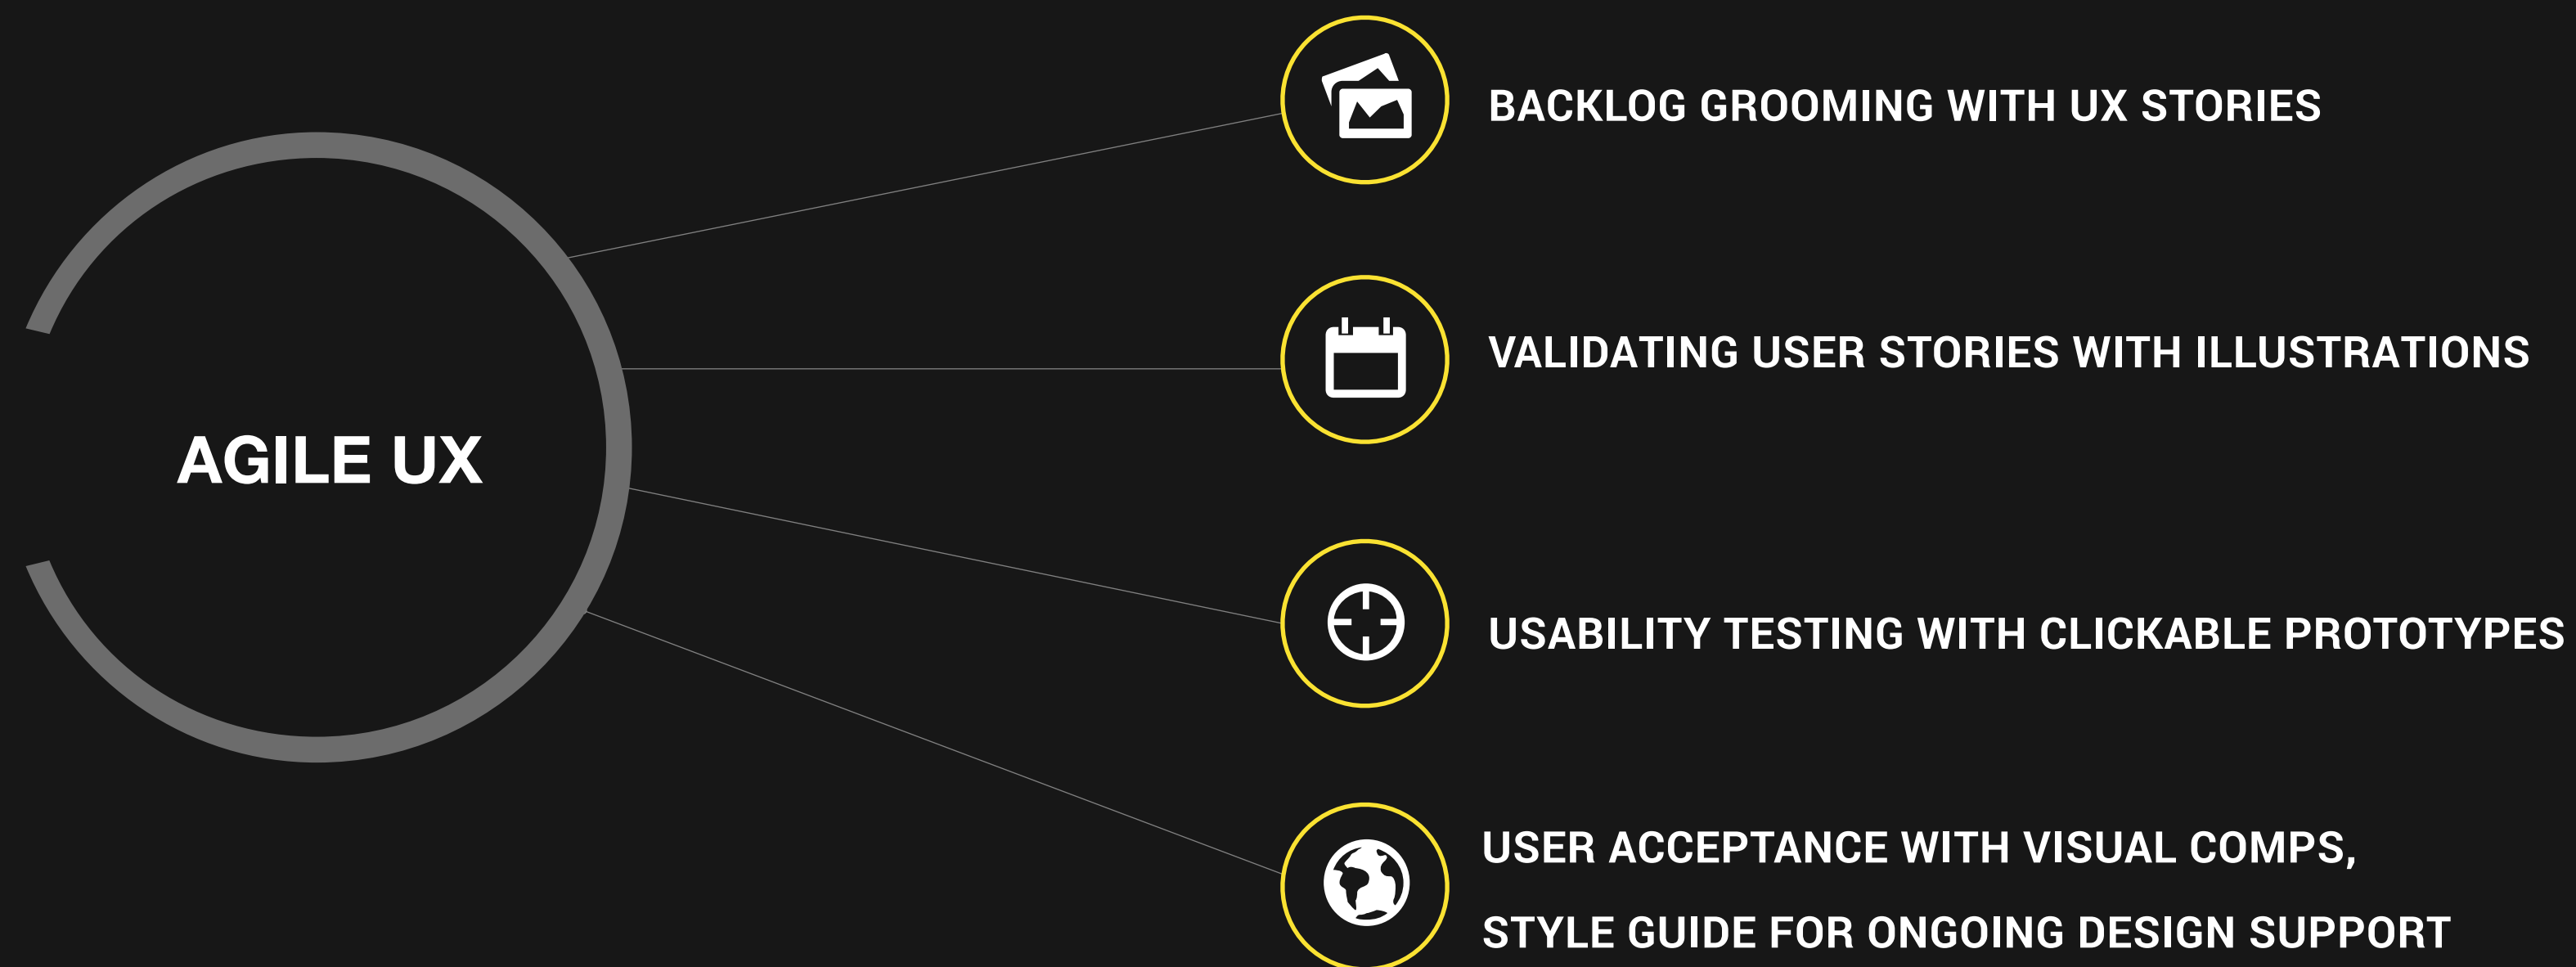 AGILE UX
BACKLOG GROOMING WITH UX STORIES
VALIDATING USER STORIES WITH ILLUSTRATIONS
USABILITY TESTING WITH CLICKABLE PROTOTYPES
USER ACCEPTANCE WITH VISUAL COMPS,
STYLE GUIDE FOR ONGOING DESIGN SUPPORT